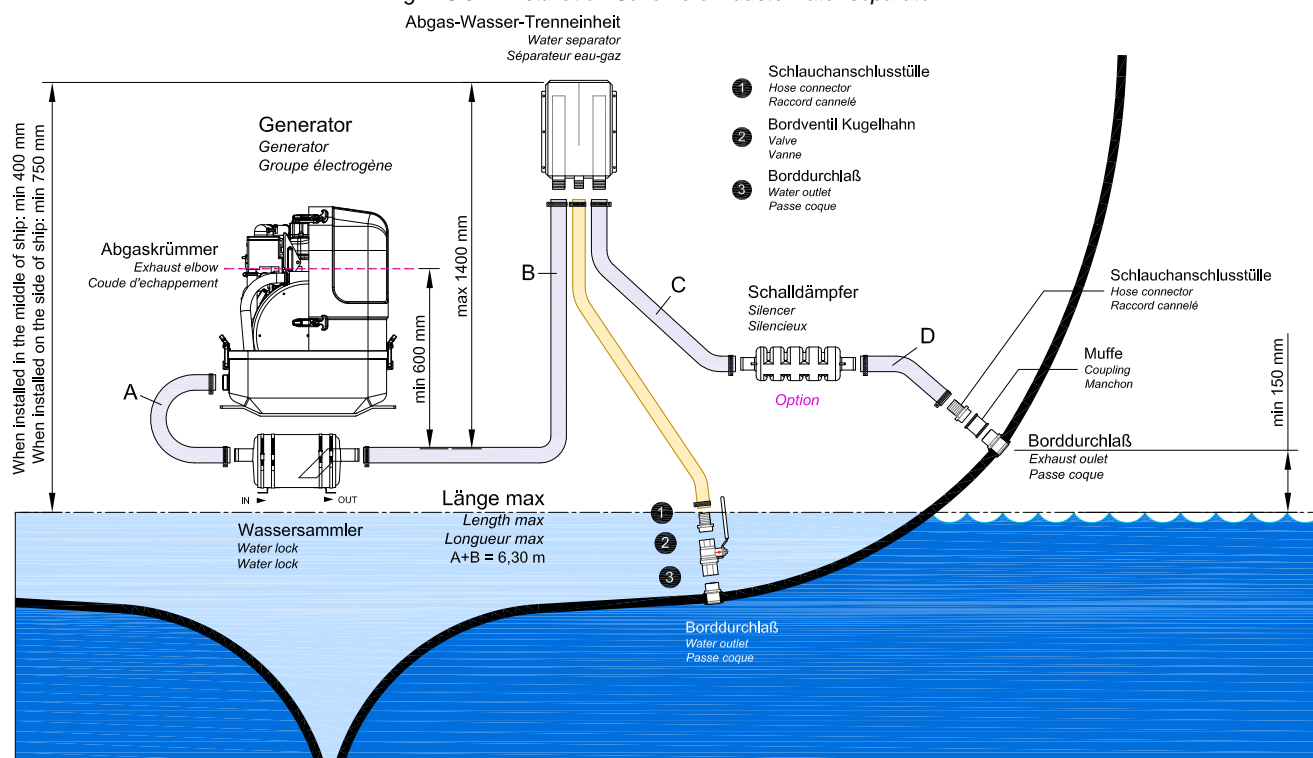 Abgas-Wasser-Trenneinheit
Water separator
Séparateur eau-gaz
When installed in the middle of ship: min 400 mm
When installed on the side of ship: min 750 mm
Generator
Generator
Groupe électrogène
Abgaskrümmer
Exhaust elbow
Coude d'echappement
A
min 600 mm
max 1400 mm
B
C
1
Schlauchanschlusstülle
Hose connector
Raccord cannelé
2
Bordventil Kugelhahn
Valve
Vanne
3
Borddurchlaß
Water outlet
Passe coque
Schalldämpfer
Silencer
Silencieux
Option
D
Schlauchanschlusstülle
Hose connector
Raccord cannelé
Muffe
Coupling
Manchon
min 150 mm
Borddurchlaß
Exhaust oulet
Passe coque
IN
OUT
Wassersammler
Water lock
Water lock
Länge max
Length max
Longueur max
A+B = 6,30 m
1
2
3
Borddurchlaß
Water outlet
Passe coque